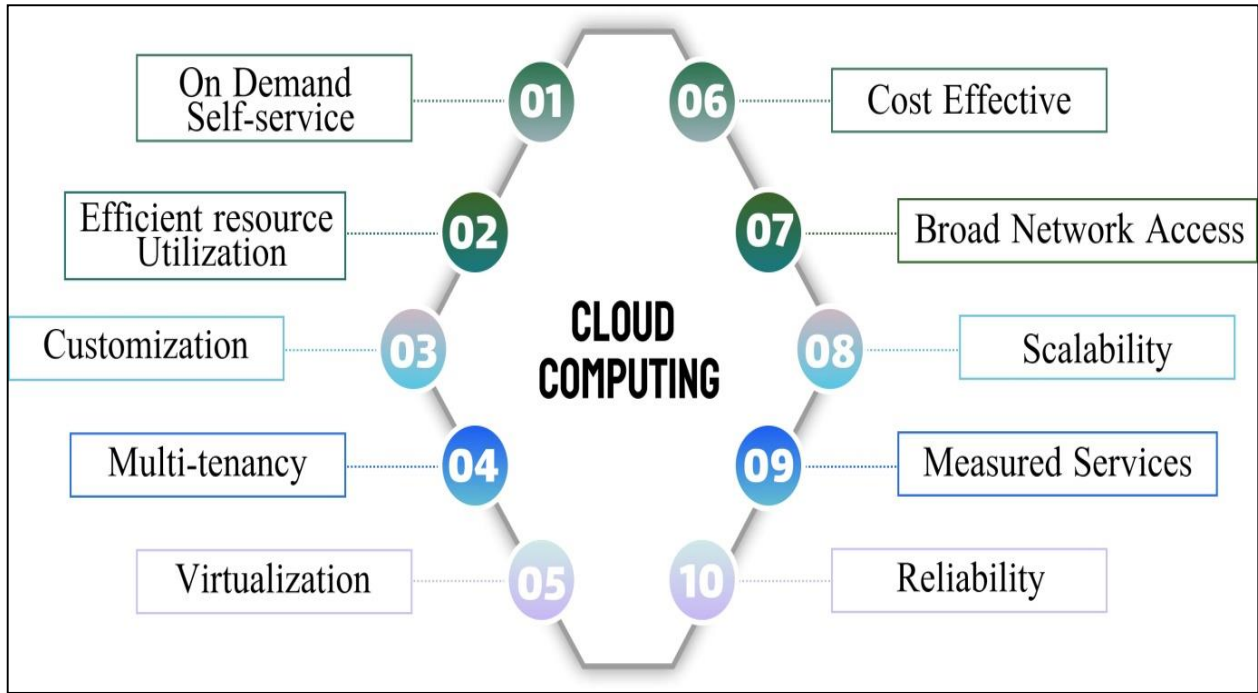 01
On Demand
Self-service
02
Efficient resource
Utilization
03
Customization
04
Multi-tenancy
05
Virtualization
CLOUD
COMPUTING
06
Cost Effective
07
Broad Network Access
08
Scalability
09
Measured Services
10
Reliability